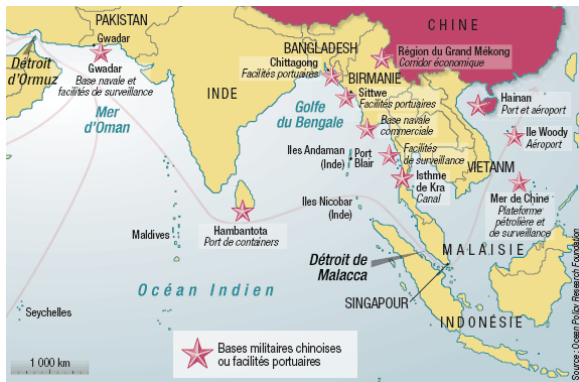 PAKISTAN
Gwadar
Détroit
d'Ormuz
Gwadar
Base navale et
facilités de surveillance
Mer
d'Oman
INDE
CHINE
BANGLADESH
Chittagong
Facilités portuaires
Région du Grand Mékong
Corridor économique
BIRMANIE
Sittwe
Facilités portuaires
Golfe
du Bengale
Base navale
commerciale
Hainan
Port et aéroport
Ile Woody
Aéroport
Iles Andaman
(Inde)
Port
Blair
Facilités
de surveillance
Isthme
de Kra
Canal
VIETANM
Mer de Chine
Plateforme
pétrolière et
de surveillance
Iles Nicobar
(Inde)
Hambantota
Port de containers
Maldives
MALAISIE
Détroit de
Malacca
SINGAPOUR
Océan Indien
INDONÉSIE
Seychelles
1 000 km
Bases militaires chinoises
ou facilités portuaires
Source : Ocean Policy Research Foundation